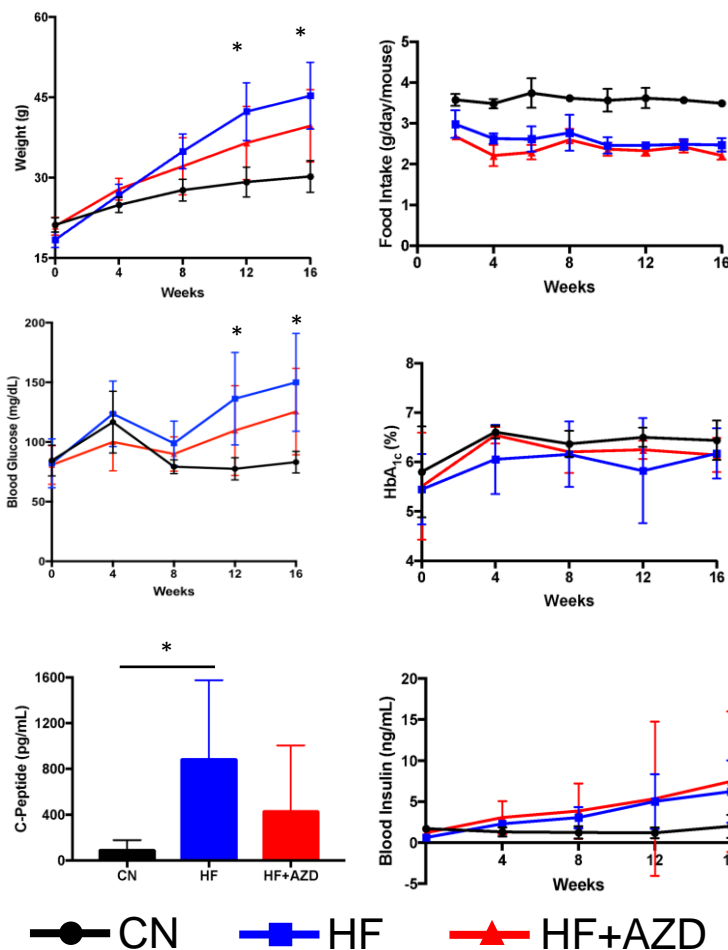 * *
60
45
30
15
Weight (g)
0 4 8 12 16
Weeks
5
4
3
2
1
0
Food Intake (g/day/mouse)
0 4 8 12 16
Weeks
* *
200
150
100
50
0
Blood Glucose (mg/dL)
0 4 8 12 16
Weeks
8
7
6
5
4
HbA1c (%)
0 4 8 12 16
Weeks
*
1600
1200
800
400
0
C-Peptide (pg/mL)
CN HF HF+AZD
20
15
10
5
0
-5
Blood Insulin (ng/mL)
4 8 12 1
Weeks
CN HF HF+AZD